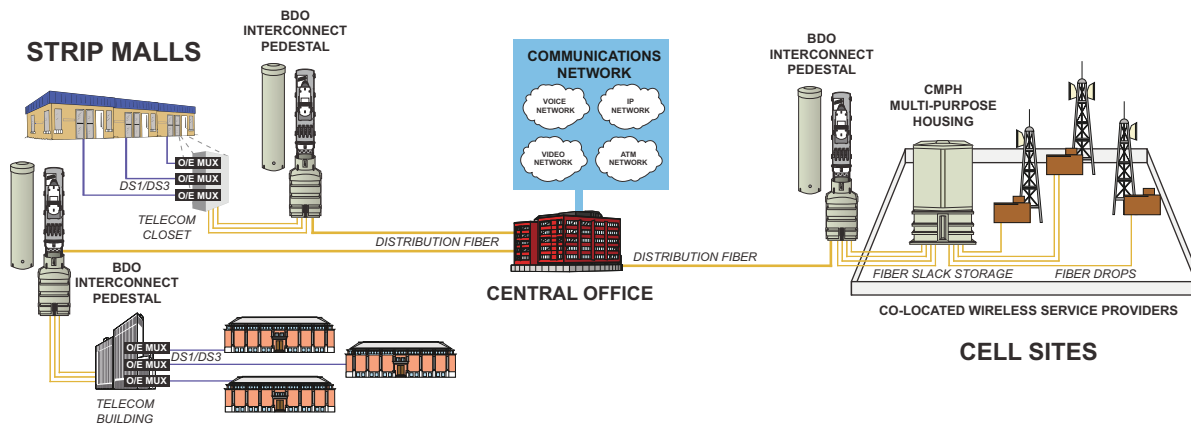 STRIP MALLS
BDO
INTERCONNECT
PEDESTAL
O/E MUX
O/E MUX
O/E MUX
DS1/DS3
TELECOM
CLOSET
BDO
INTERCONNECT
PEDESTAL
O/E MUX
O/E MUX
O/E MUX
DS1/DS3
TELECOM
BUILDING
DISTRIBUTION FIBER
COMMUNICATIONS
NETWORK
VOICE
NETWORK
IP
NETWORK
VIDEO
NETWORK
ATM
NETWORK
CENTRAL OFFICE
DISTRIBUTION FIBER
BDO
INTERCONNECT
PEDESTAL
CMPH
MULTI-PURPOSE
HOUSING
FIBER SLACK STORAGE
FIBER DROPS
CO-LOCATED WIRELESS SERVICE PROVIDERS
CELL SITES